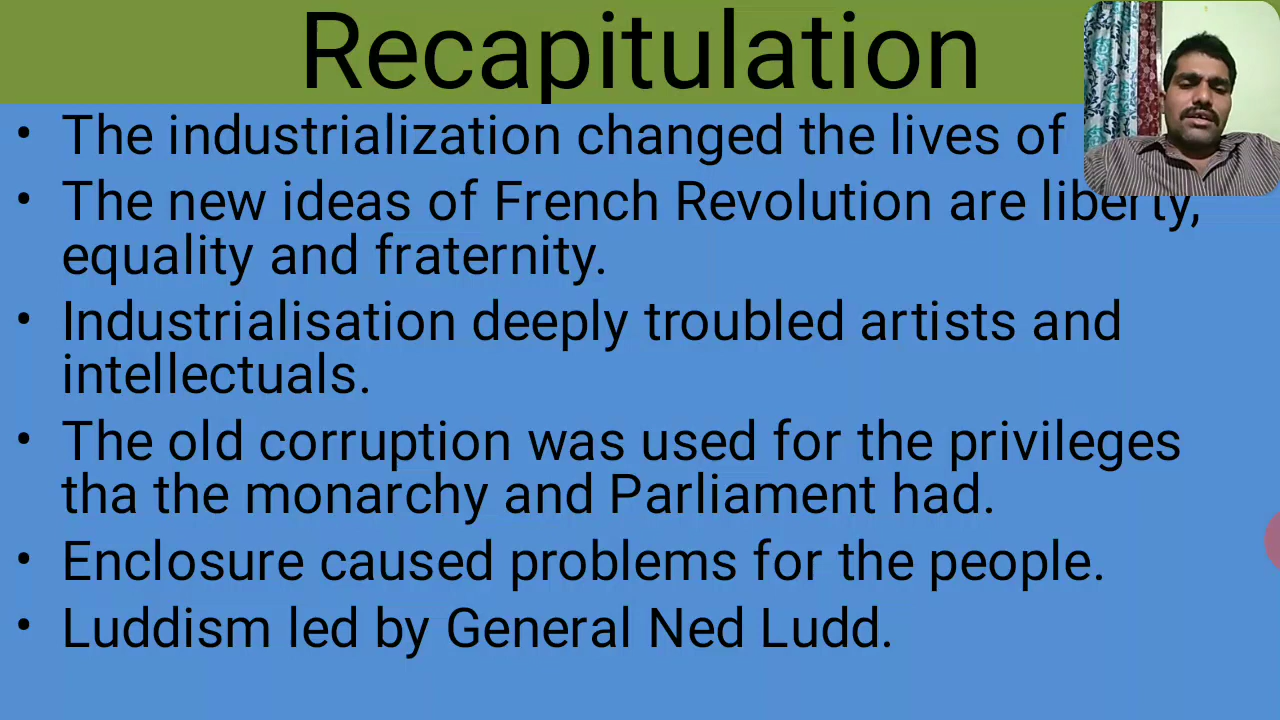 Recapitulation
• The industrialization changed the lives of
• The new ideas of French Revolution are liberty,
equality and fraternity.
• Industrialisation deeply troubled artists and
intellectuals.
• The old corruption was used for the privileges
tha the monarchy and Parliament had.
• Enclosure caused problems for the people.
• Luddism led by General Ned Ludd.